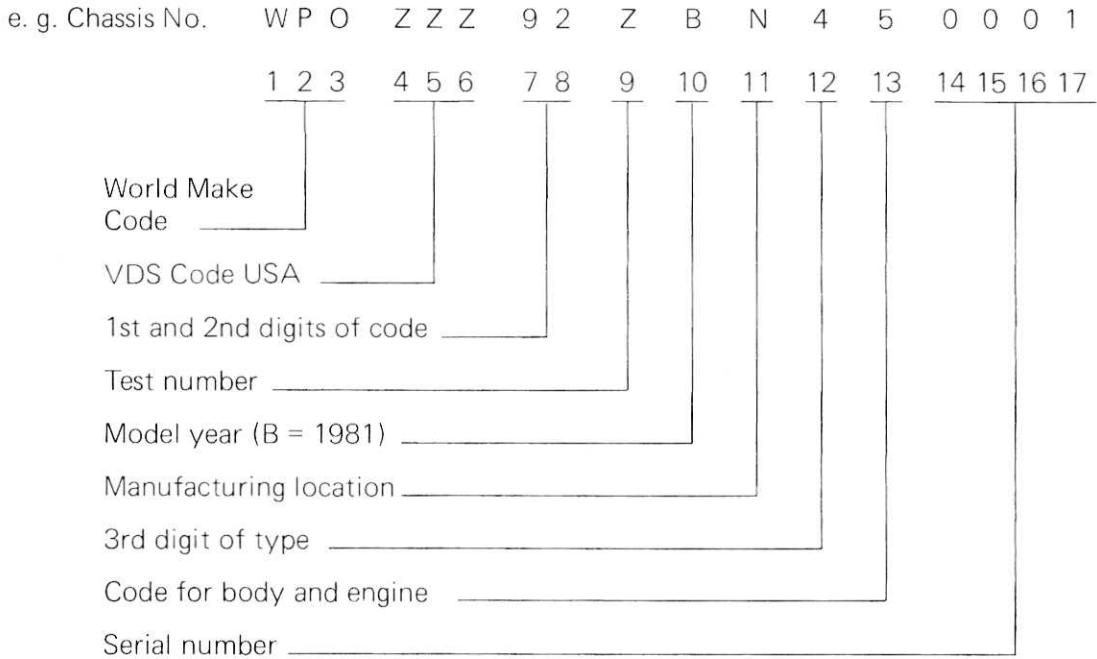 e. g. Chassis No. W P O Z Z Z 9 2 Z B N 4 5 0 0 0 1
1 2 3 4 5 6 7 8 9 10 11 12 13 14 15 16 17
World Make
Code
VDS Code USA
1st and 2nd digits of code
Test number
Model year (B = 1981)
Manufacturing location
3rd digit of type
Code for body and engine
Serial number